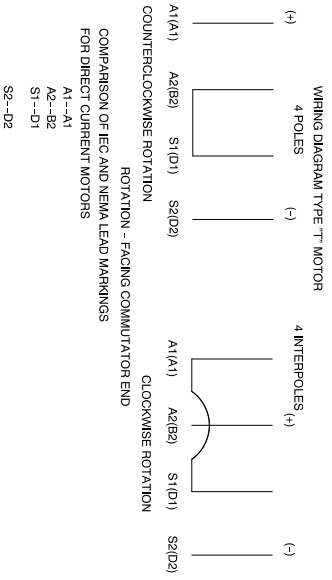 WIRING DIAGRAM TYPE "T" MOTOR
4 POLES
4 INTERPOLES
(+)
(-)
(+)
(-)
A1(A1)
A2(B2)
S1(D1)
S2(D2)
A1(A1)
A2(B2)
S1(D1)
S2(D2)
COUNTERCLOCKWISE ROTATION
CLOCKWISE ROTATION
ROTATION - FACING COMMUTATOR END
COMPARISON OF IEC AND NEMA LEAD MARKINGS
FOR DIRECT CURRENT MOTORS
A1--A1
A2--B2
S1--D1
S2--D2